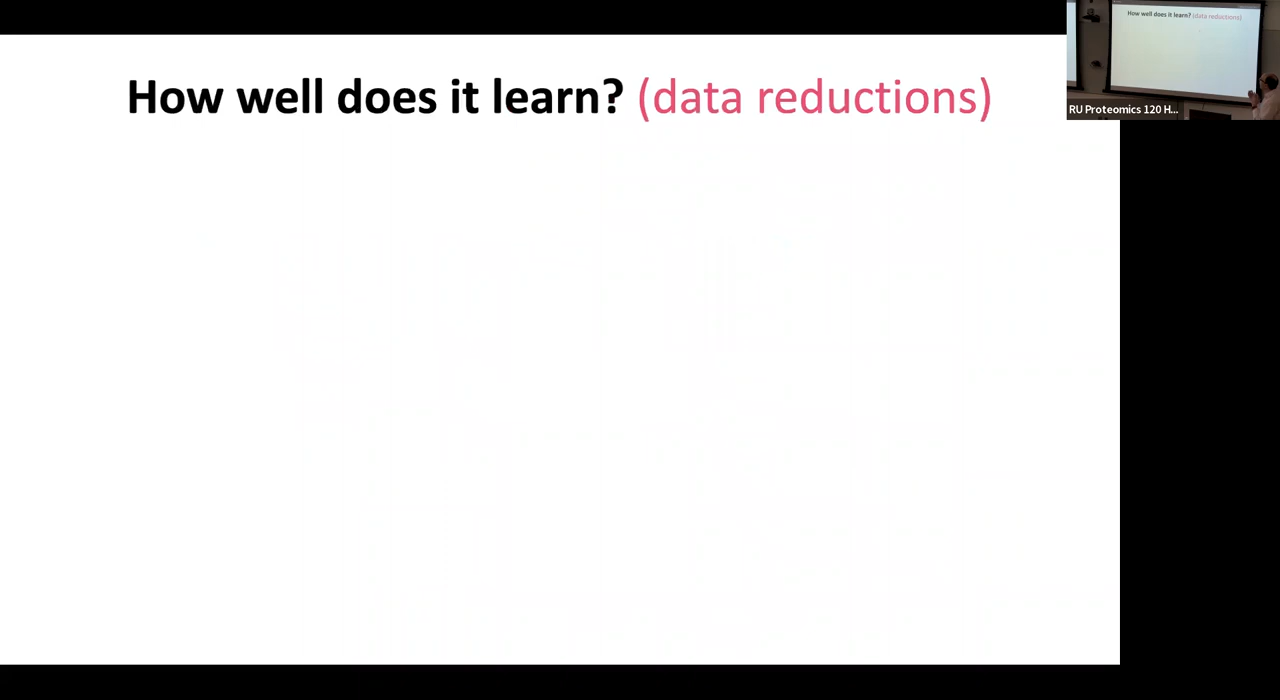 How well does it learn? (data reductions)
How well does it learn? (data reductions)
RU Proteomics 120 H...